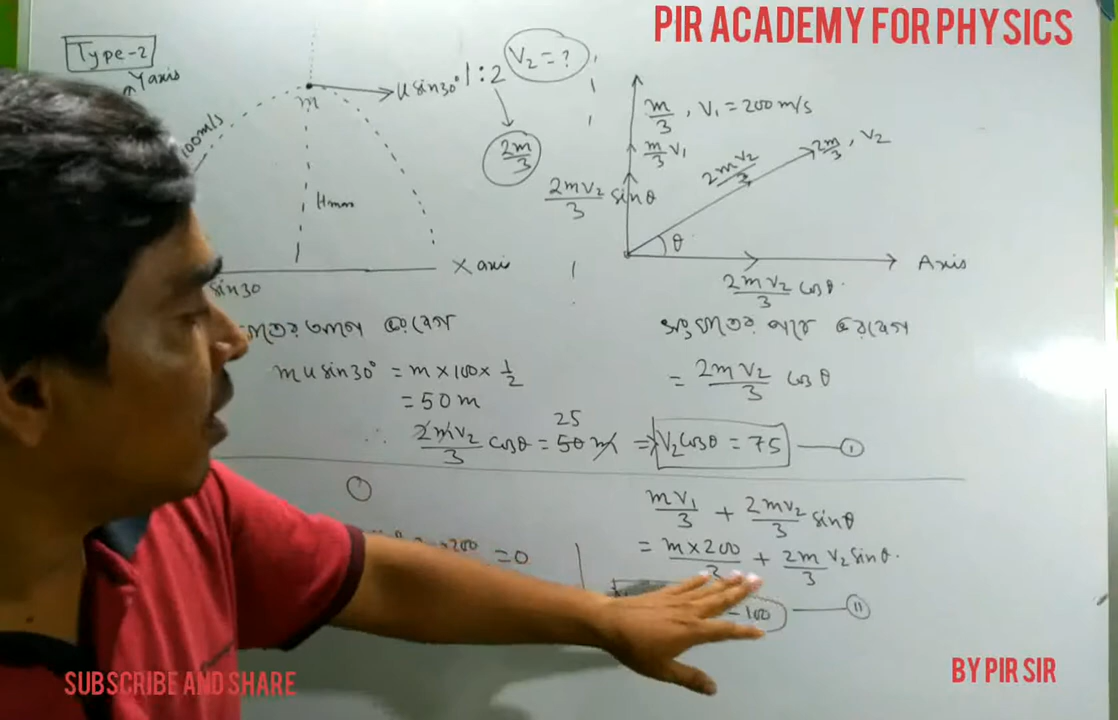 PIR ACADEMY FOR PHYSICS
Type-2
Y axis
100 m/s
m
u sin30°
1:2
V₂ = ?
2m/3
Hmax
X axis
sin30
m/3, V₁ = 200 m/s
m/3 V₁
2mV₂/3
2m/3, V₂
2mV₂/3 sinθ
θ
Axis
2mV₂/3 cosθ
m u sin30° = m × 100 × 1/2
= 50 m
= 2mV₂/3 cosθ
∴ 2mV₂/3 cosθ = 50 m 25 ⇒ V₂cosθ = 75 — I
mV₁/3 + 2mV₂/3 sinθ
= m×200/3 + 2m/3 V₂ sinθ.
= 0
-100 — II
BY PIR SIR
SUBSCRIBE AND SHARE